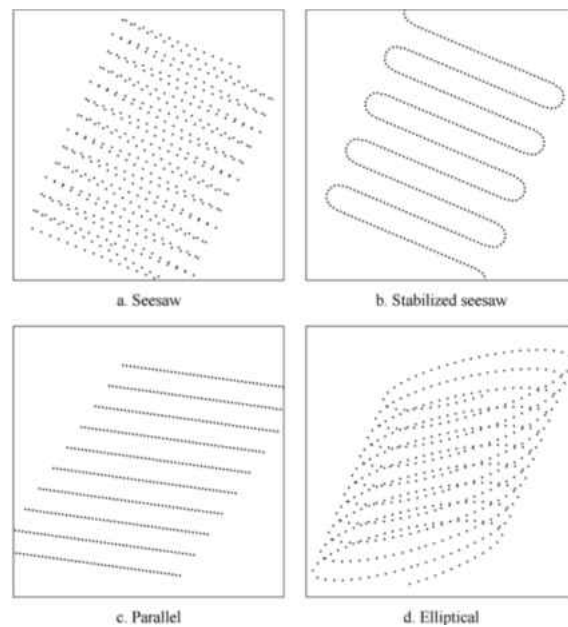 a. Seesaw
b. Stabilized seesaw
c. Parallel
d. Elliptical